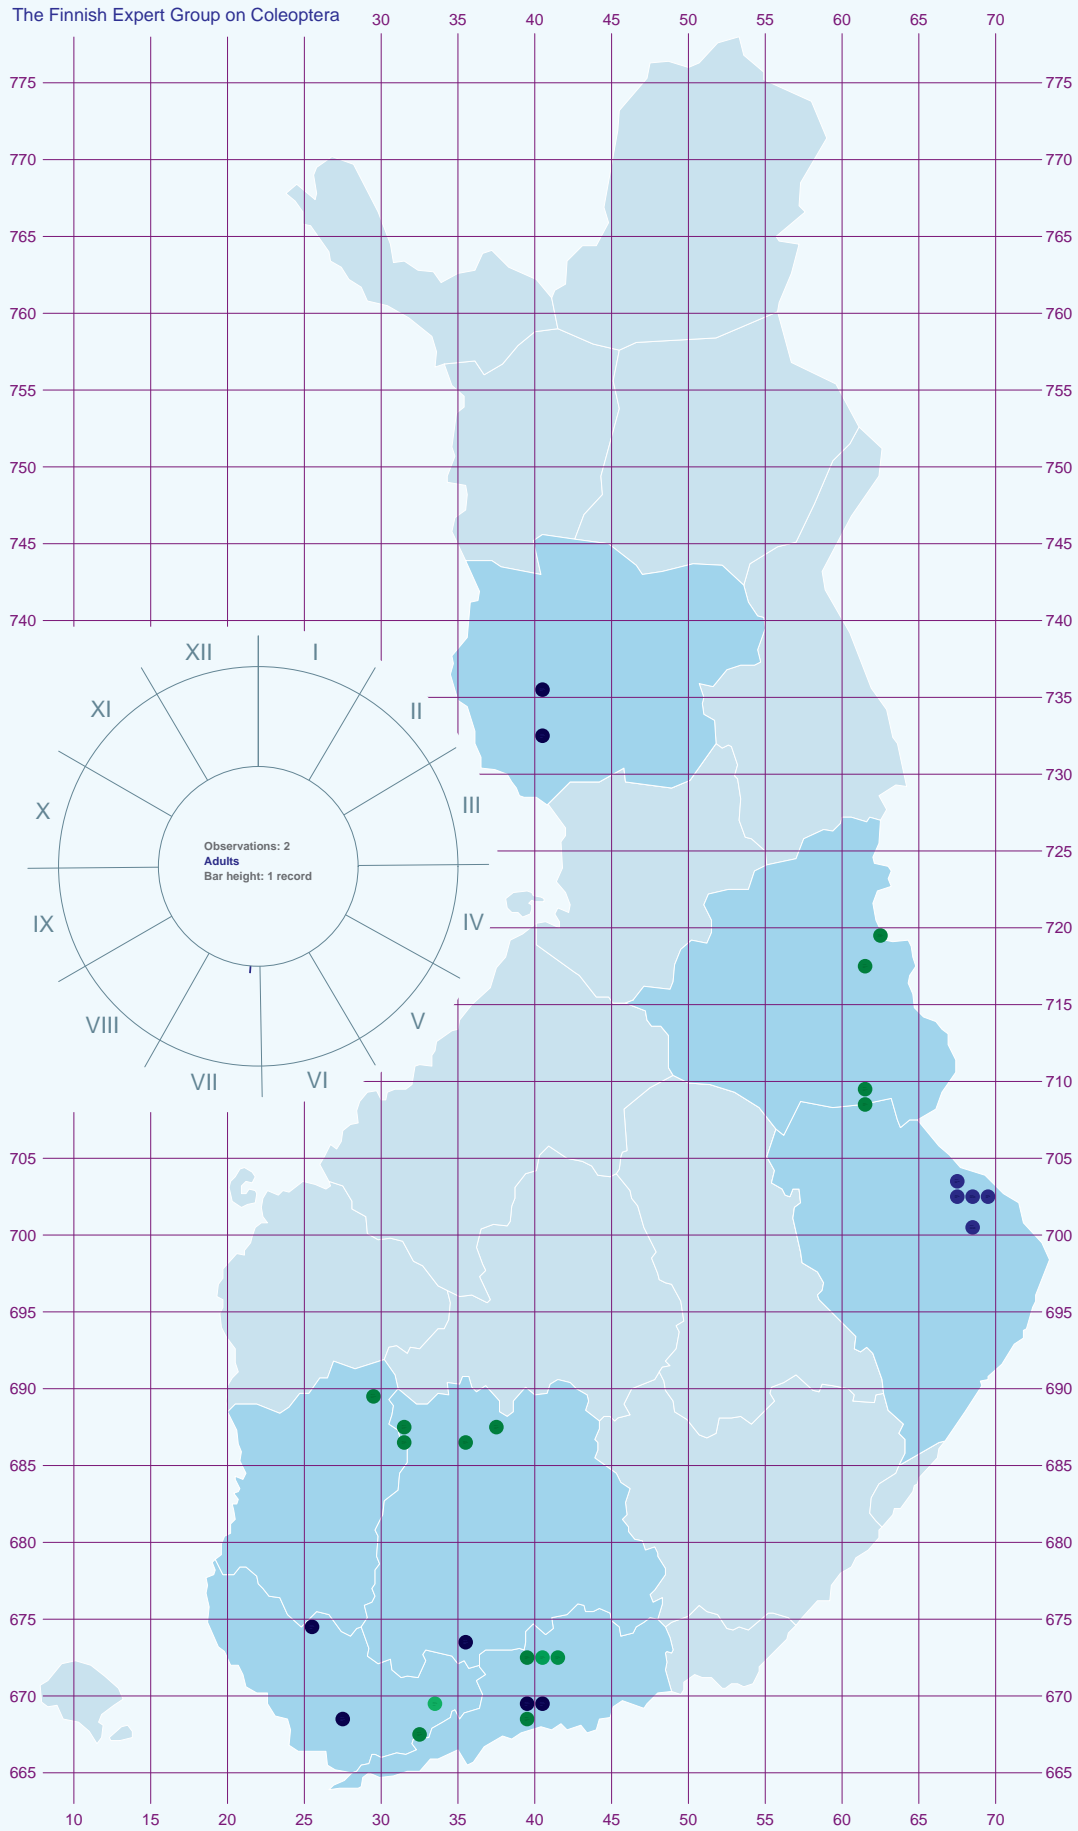 The Finnish Expert Group on Coleoptera
30 40 45 50 55 60 65 70
775 775
770 770
765 765
760 760
755 755
750 750
745 745
740 740
XII I
XI II
735
730
X III
Observations: 2
Adults
Bar height: 1 record
725
IX IV
720
VIII V
715
VII VI
710
705 705
700 700
695 695
690 690
685 685
680 680
675 675
670 670
665 665
10 15 20 25 30 35 40 45 50 55 60 65 70